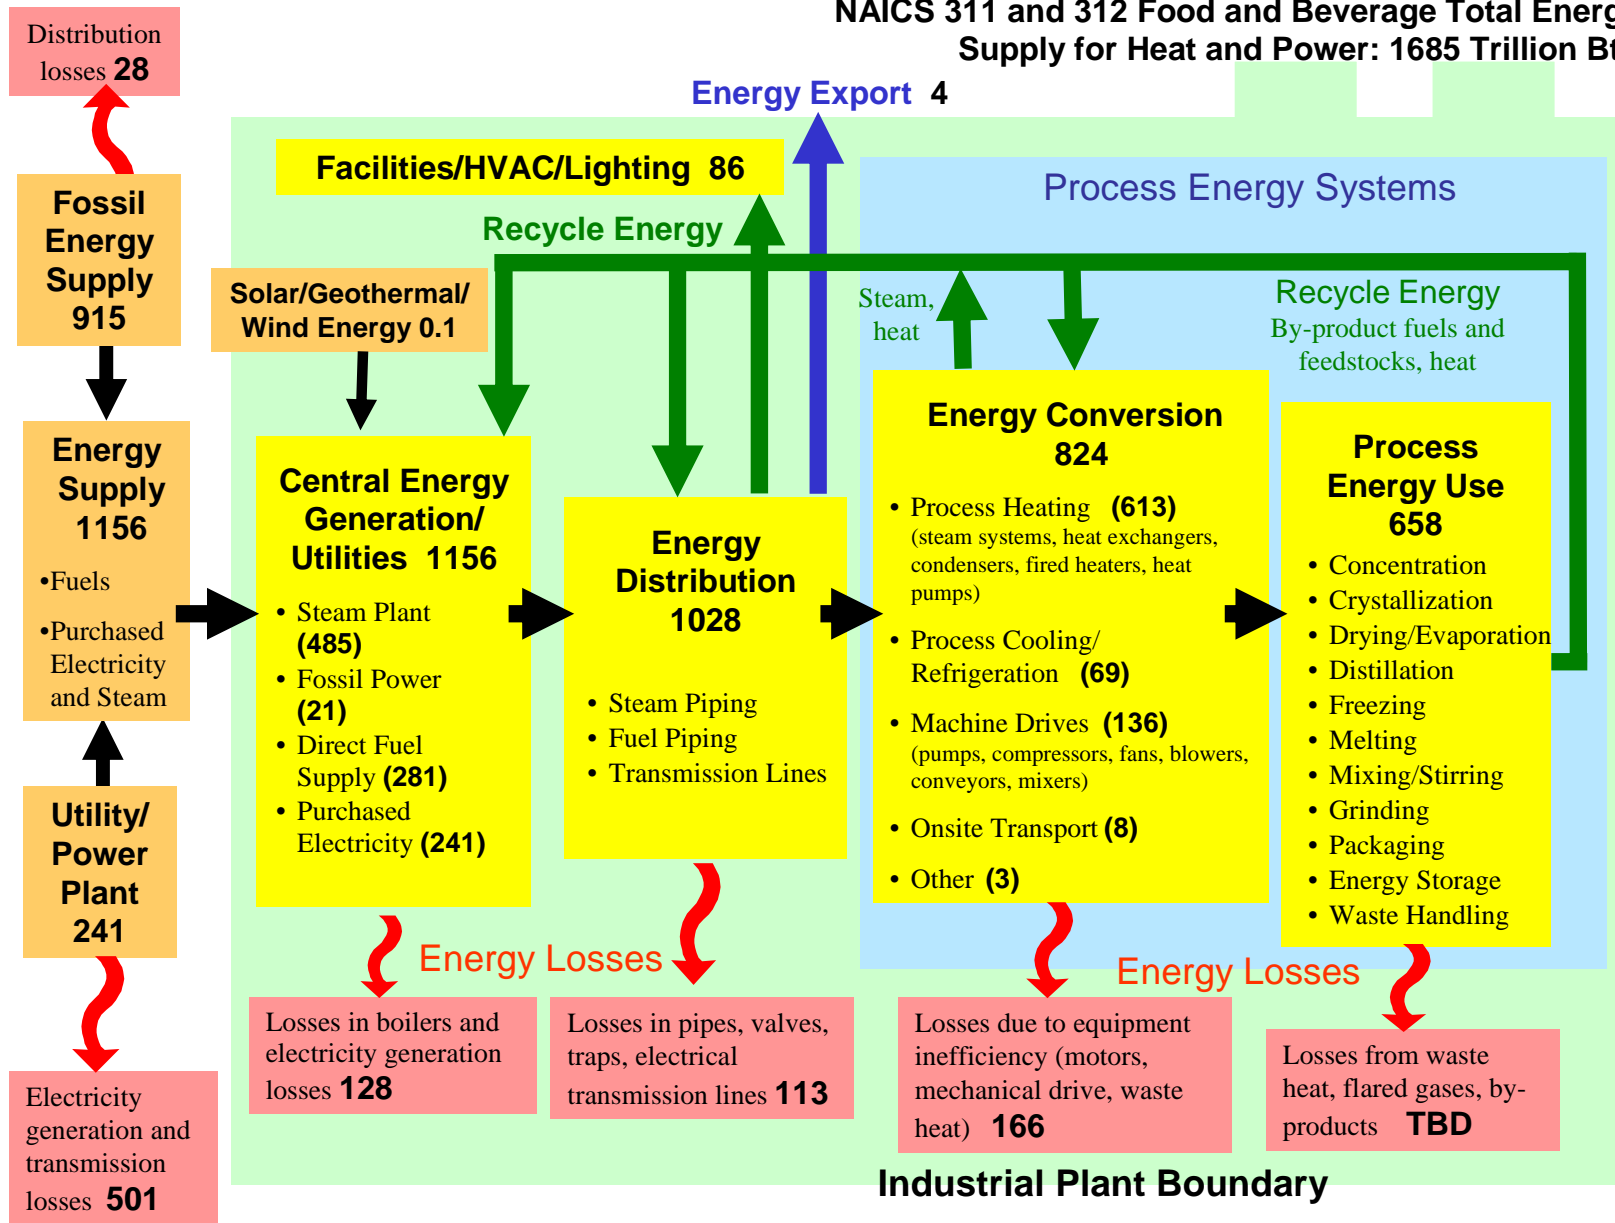 NAICS 311 and 312 Food and Beverage Total Energ
Supply for Heat and Power: 1685 Trillion Bt
Distribution
losses 28
Energy Export 4
Facilities/HVAC/Lighting 86
Process Energy Systems
Fossil
Energy
Supply
915
Recycle Energy
Solar/Geothermal/
Wind Energy 0.1
Steam,
heat
Recycle Energy
By-product fuels and
feedstocks, heat
Energy
Supply
1156
•Fuels
•Purchased
Electricity
and Steam
Central Energy
Generation/
Utilities 1156
• Steam Plant
(485)
• Fossil Power
(21)
• Direct Fuel
Supply (281)
• Purchased
Electricity (241)
Energy
Distribution
1028
• Steam Piping
• Fuel Piping
• Transmission Lines
Energy Conversion
824
• Process Heating (613)
(steam systems, heat exchangers,
condensers, fired heaters, heat
pumps)
• Process Cooling/
Refrigeration (69)
• Machine Drives (136)
(pumps, compressors, fans, blowers,
conveyors, mixers)
• Onsite Transport (8)
• Other (3)
Process
Energy Use
658
• Concentration
• Crystallization
• Drying/Evaporation
• Distillation
• Freezing
• Melting
• Mixing/Stirring
• Grinding
• Packaging
• Energy Storage
• Waste Handling
Utility/
Power
Plant
241
Energy Losses
Energy Losses
Losses in boilers and
electricity generation
losses 128
Losses in pipes, valves,
traps, electrical
transmission lines 113
Losses due to equipment
inefficiency (motors,
mechanical drive, waste
heat) 166
Losses from waste
heat, flared gases, by-
products TBD
Electricity
generation and
transmission
losses 501
Industrial Plant Boundary